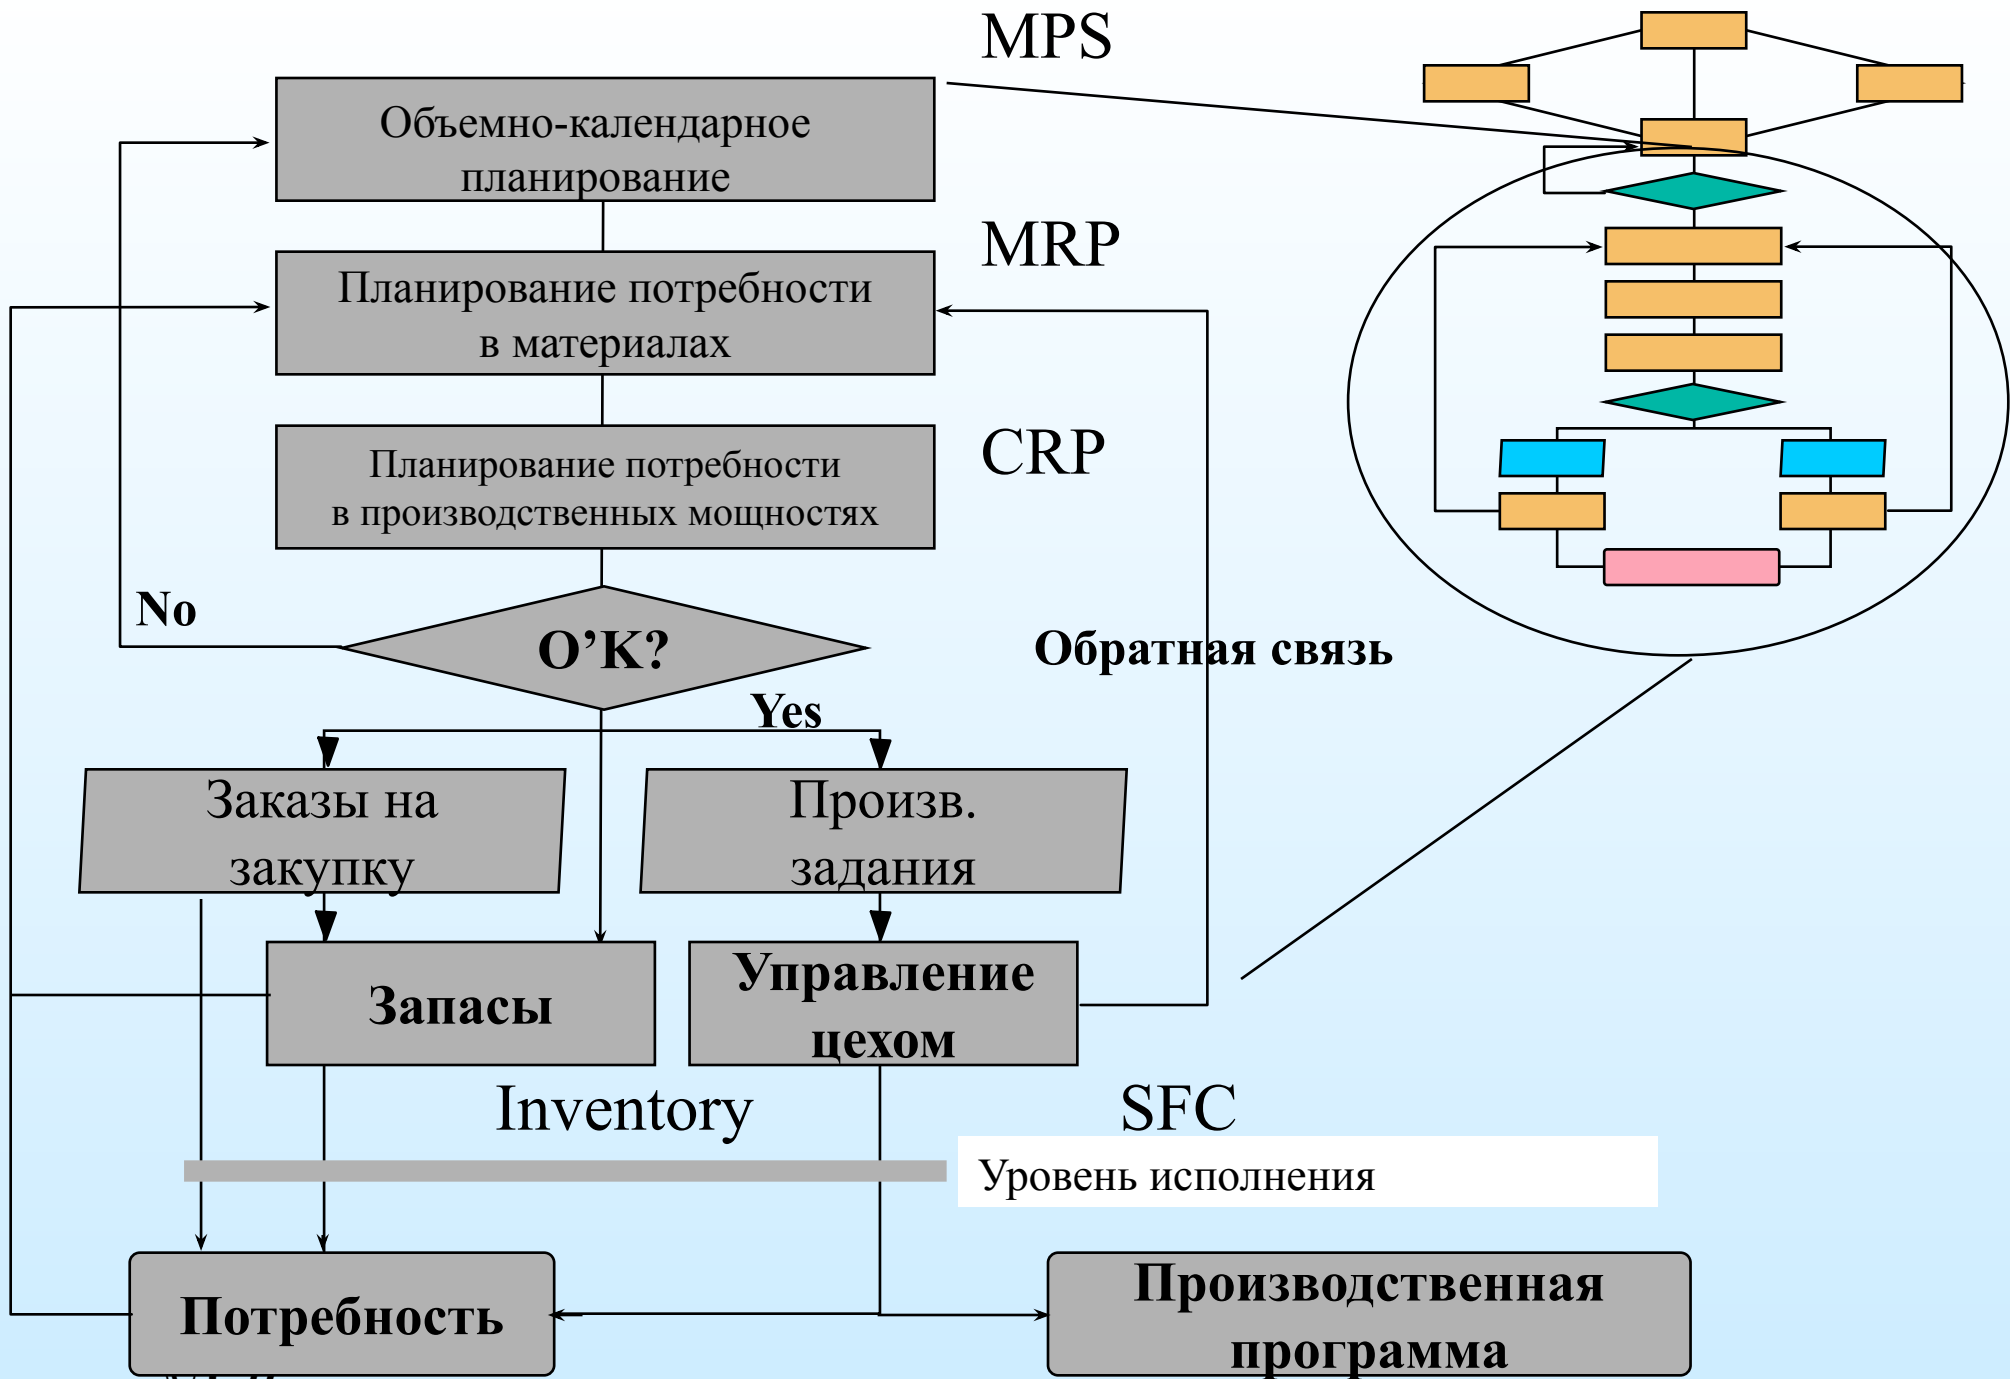 MPS
Объемно-календарное
планирование
MRP
Планирование потребности
в материалах
CRP
Планирование потребности
в производственных мощностях
No
O’K?
Обратная связь
Yes
Заказы на
закупку
Произв.
задания
Запасы
Управление
цехом
Inventory
SFC
Уровень исполнения
Потребность
Производственная
программа